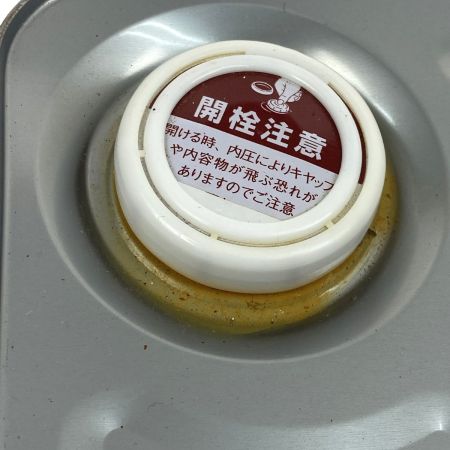 開栓注意
開ける時、内圧によりキャップ
や内容物が飛ぶ恐れが
ありますのでご注意